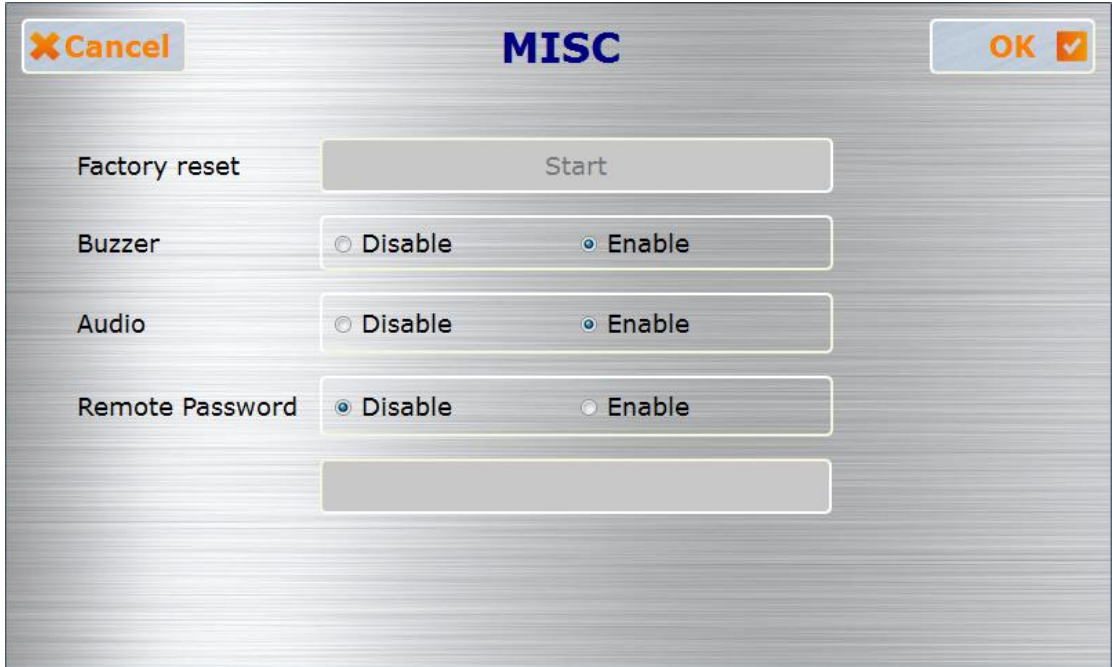 Cancel MISC OK
Factory reset Start
Buzzer Disable Enable
Audio Disable Enable
Remote Password Disable Enable